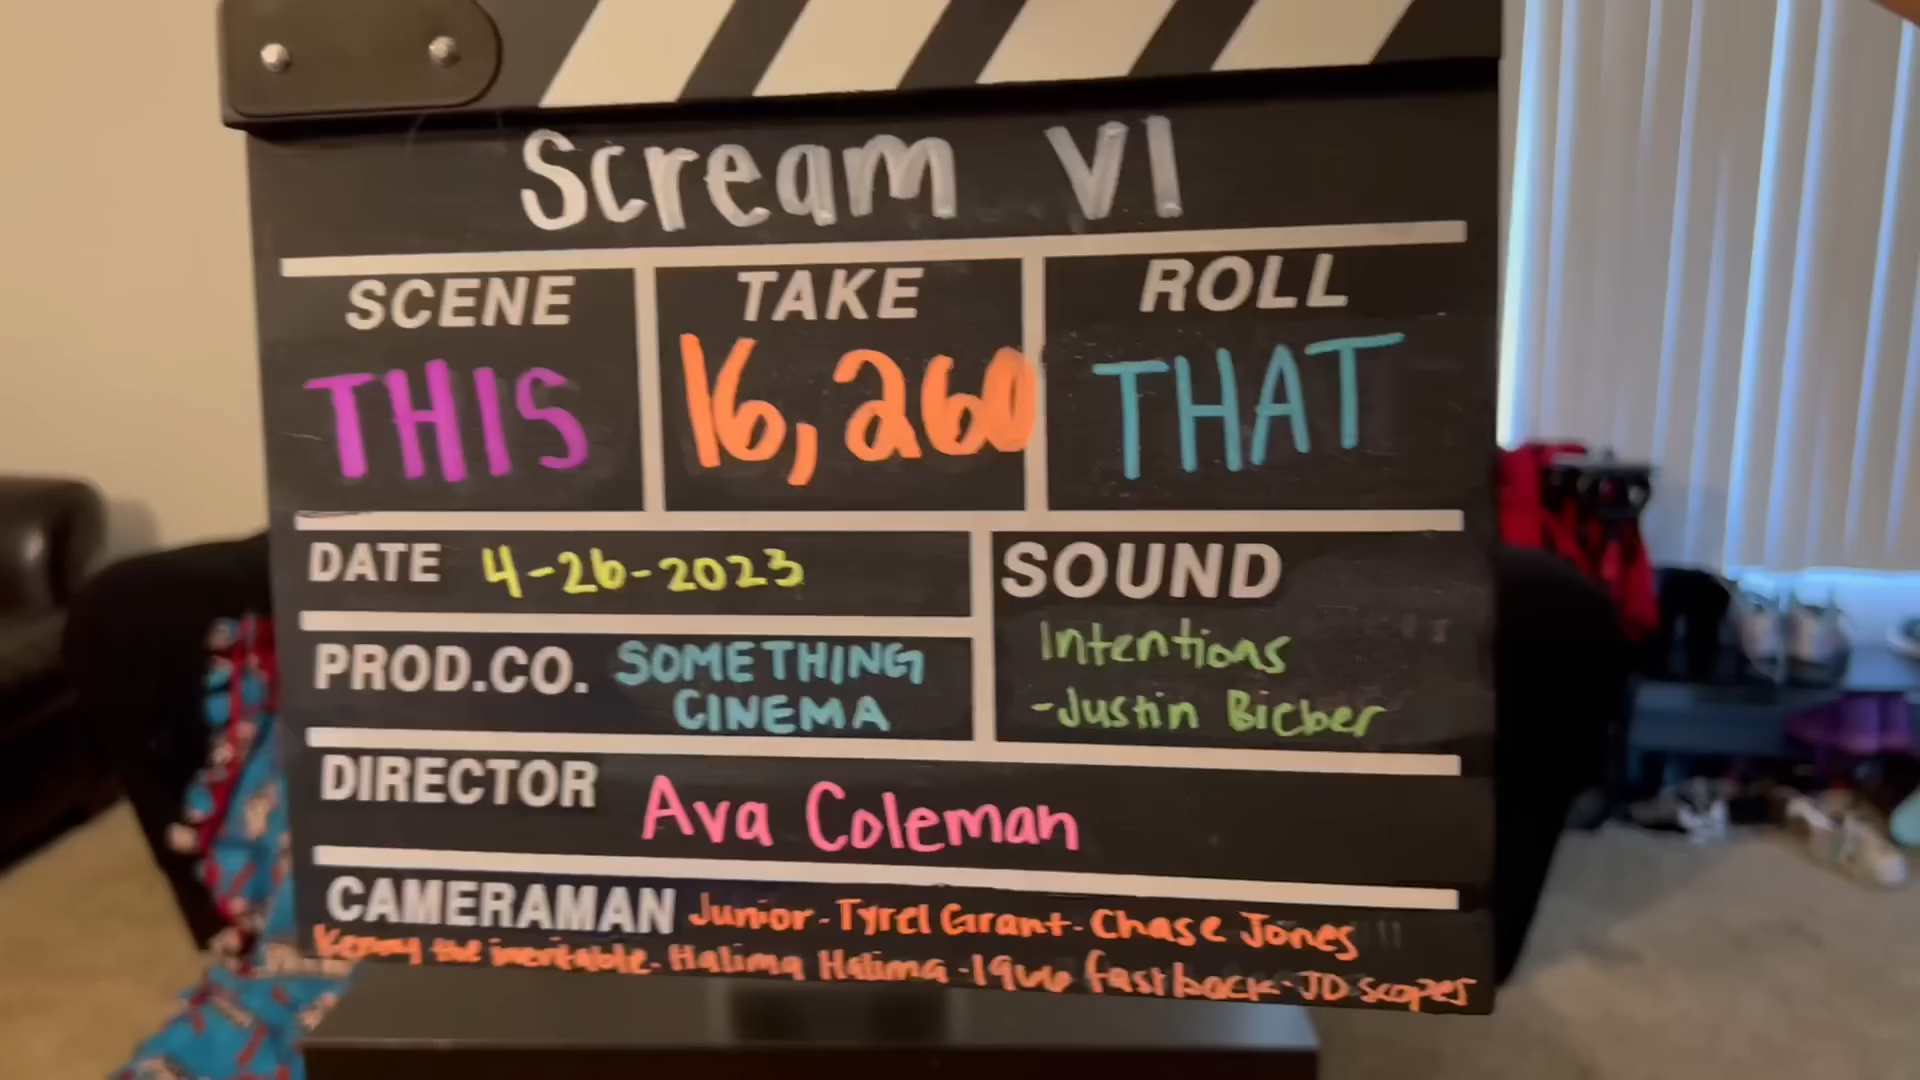 Scream VI
SCENE TAKE ROLL
THIS 16,260 THAT
DATE 4-26-2023
SOUND
Intentions
-Justin Bieber
PROD.CO. SOMETHING
CINEMA
DIRECTOR Ava Coleman
CAMERAMAN Junior-Tyrel Grant-Chase Jones
Kenny the inevitable-Halima Halima-1966 fastback-JD scopes